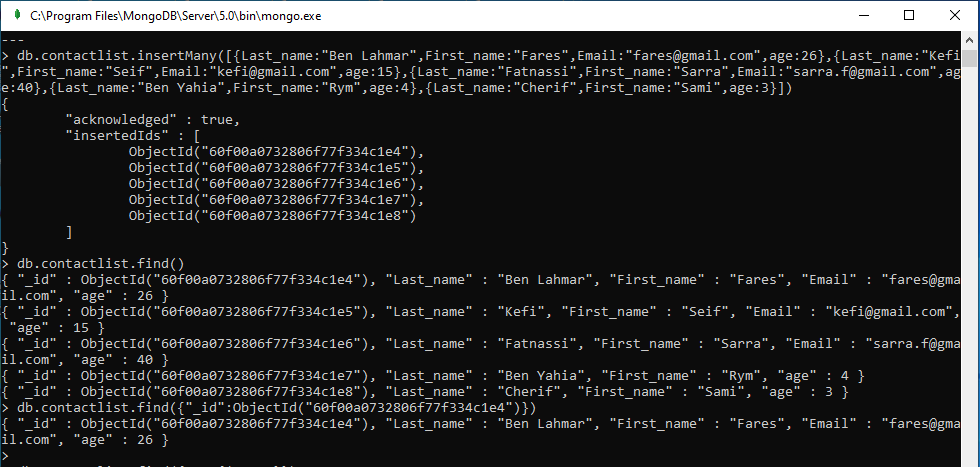 C:\Program Files\MongoDB\Server\5.0\bin\mongo.exe
---
> db.contactlist.insertMany([{Last_name:"Ben Lahmar",First_name:"Fares",Email:"fares@gmail.com",age:26},{Last_name:"Kefi
",First_name:"Seif",Email:"kefi@gmail.com",age:15},{Last_name:"Fatnassi",First_name:"Sarra",Email:"sarra.f@gmail.com",ag
e:40},{Last_name:"Ben Yahia",First_name:"Rym",age:4},{Last_name:"Cherif",First_name:"Sami",age:3}])
{
        "acknowledged" : true,
        "insertedIds" : [
                ObjectId("60f00a0732806f77f334c1e4"),
                ObjectId("60f00a0732806f77f334c1e5"),
                ObjectId("60f00a0732806f77f334c1e6"),
                ObjectId("60f00a0732806f77f334c1e7"),
                ObjectId("60f00a0732806f77f334c1e8")
        ]
}
> db.contactlist.find()
{ "_id" : ObjectId("60f00a0732806f77f334c1e4"), "Last_name" : "Ben Lahmar", "First_name" : "Fares", "Email" : "fares@gma
il.com", "age" : 26 }
{ "_id" : ObjectId("60f00a0732806f77f334c1e5"), "Last_name" : "Kefi", "First_name" : "Seif", "Email" : "kefi@gmail.com",
 "age" : 15 }
{ "_id" : ObjectId("60f00a0732806f77f334c1e6"), "Last_name" : "Fatnassi", "First_name" : "Sarra", "Email" : "sarra.f@gma
il.com", "age" : 40 }
{ "_id" : ObjectId("60f00a0732806f77f334c1e7"), "Last_name" : "Ben Yahia", "First_name" : "Rym", "age" : 4 }
{ "_id" : ObjectId("60f00a0732806f77f334c1e8"), "Last_name" : "Cherif", "First_name" : "Sami", "age" : 3 }
> db.contactlist.find({"_id":ObjectId("60f00a0732806f77f334c1e4")})
{ "_id" : ObjectId("60f00a0732806f77f334c1e4"), "Last_name" : "Ben Lahmar", "First_name" : "Fares", "Email" : "fares@gma
il.com", "age" : 26 }
>